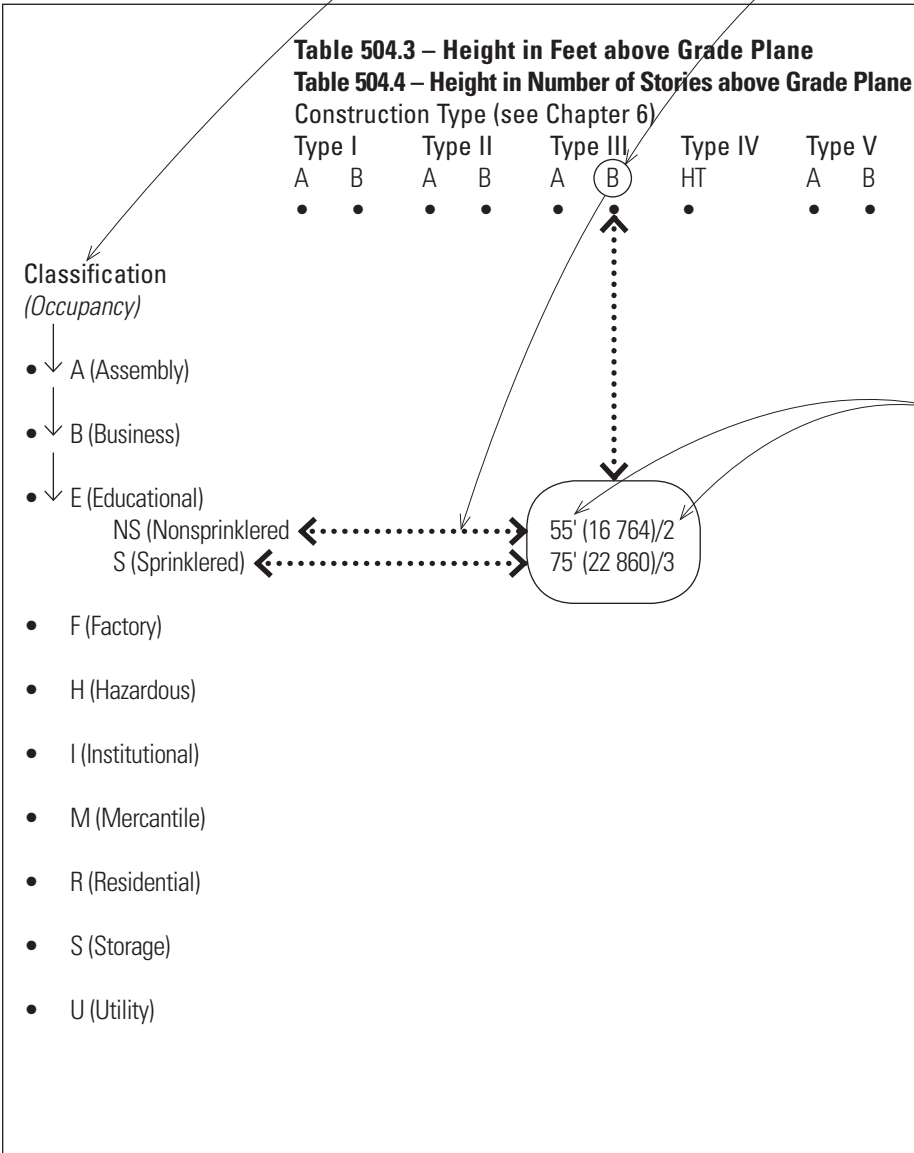 Table 504.3 – Height in Feet above Grade Plane
Table 504.4 – Height in Number of Stories above Grade Plane
Construction Type (see Chapter 6)
Type I Type II Type III Type IV Type V
A B A B A B HT A B
• • • • • • • • •
Classification
(Occupancy)
• A (Assembly)
• B (Business)
• E (Educational)
NS (Nonsprinklered 55' (16 764)/2
S (Sprinklered) 75' (22 860)/3
• F (Factory)
• H (Hazardous)
• I (Institutional)
• M (Mercantile)
• R (Residential)
• S (Storage)
• U (Utility)